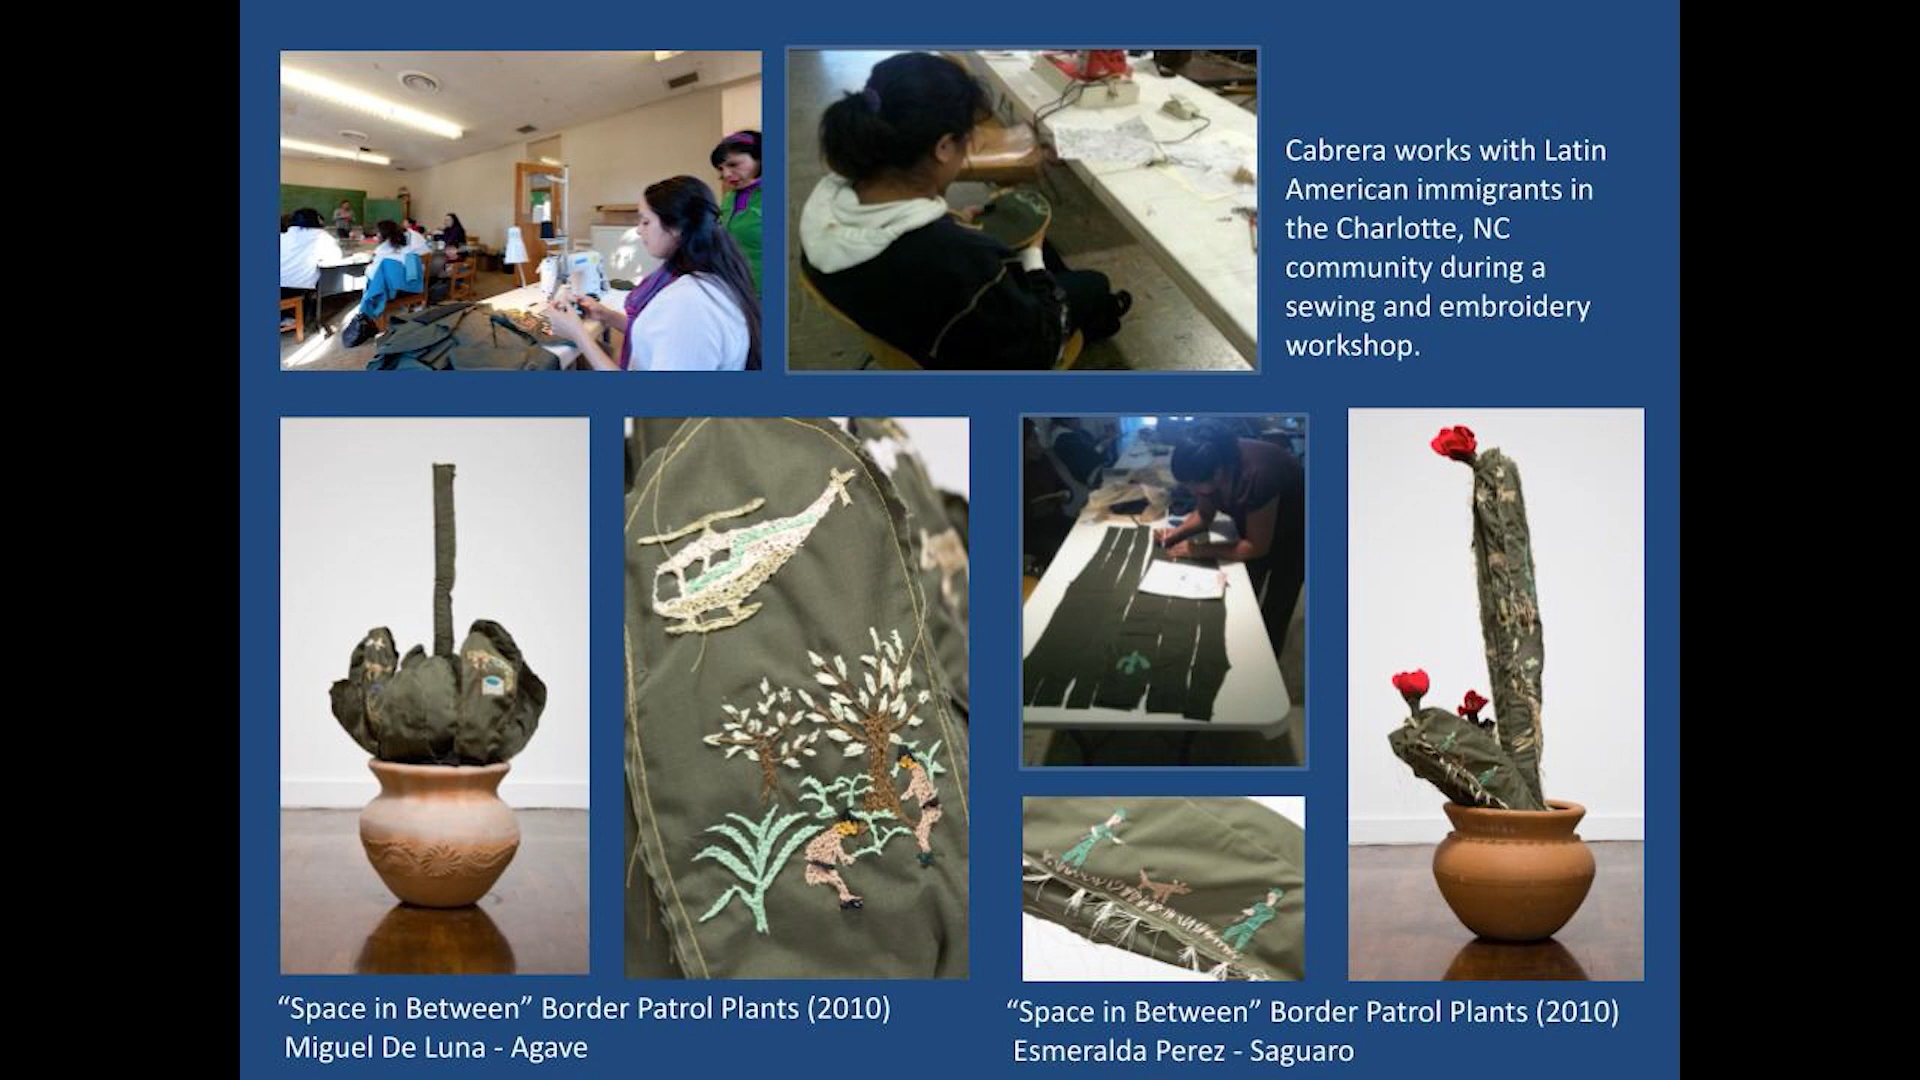 Cabrera works with Latin
American immigrants in
the Charlotte, NC
community during a
sewing and embroidery
workshop.
“Space in Between” Border Patrol Plants (2010)
Miguel De Luna - Agave
“Space in Between” Border Patrol Plants (2010)
Esmeralda Perez - Saguaro